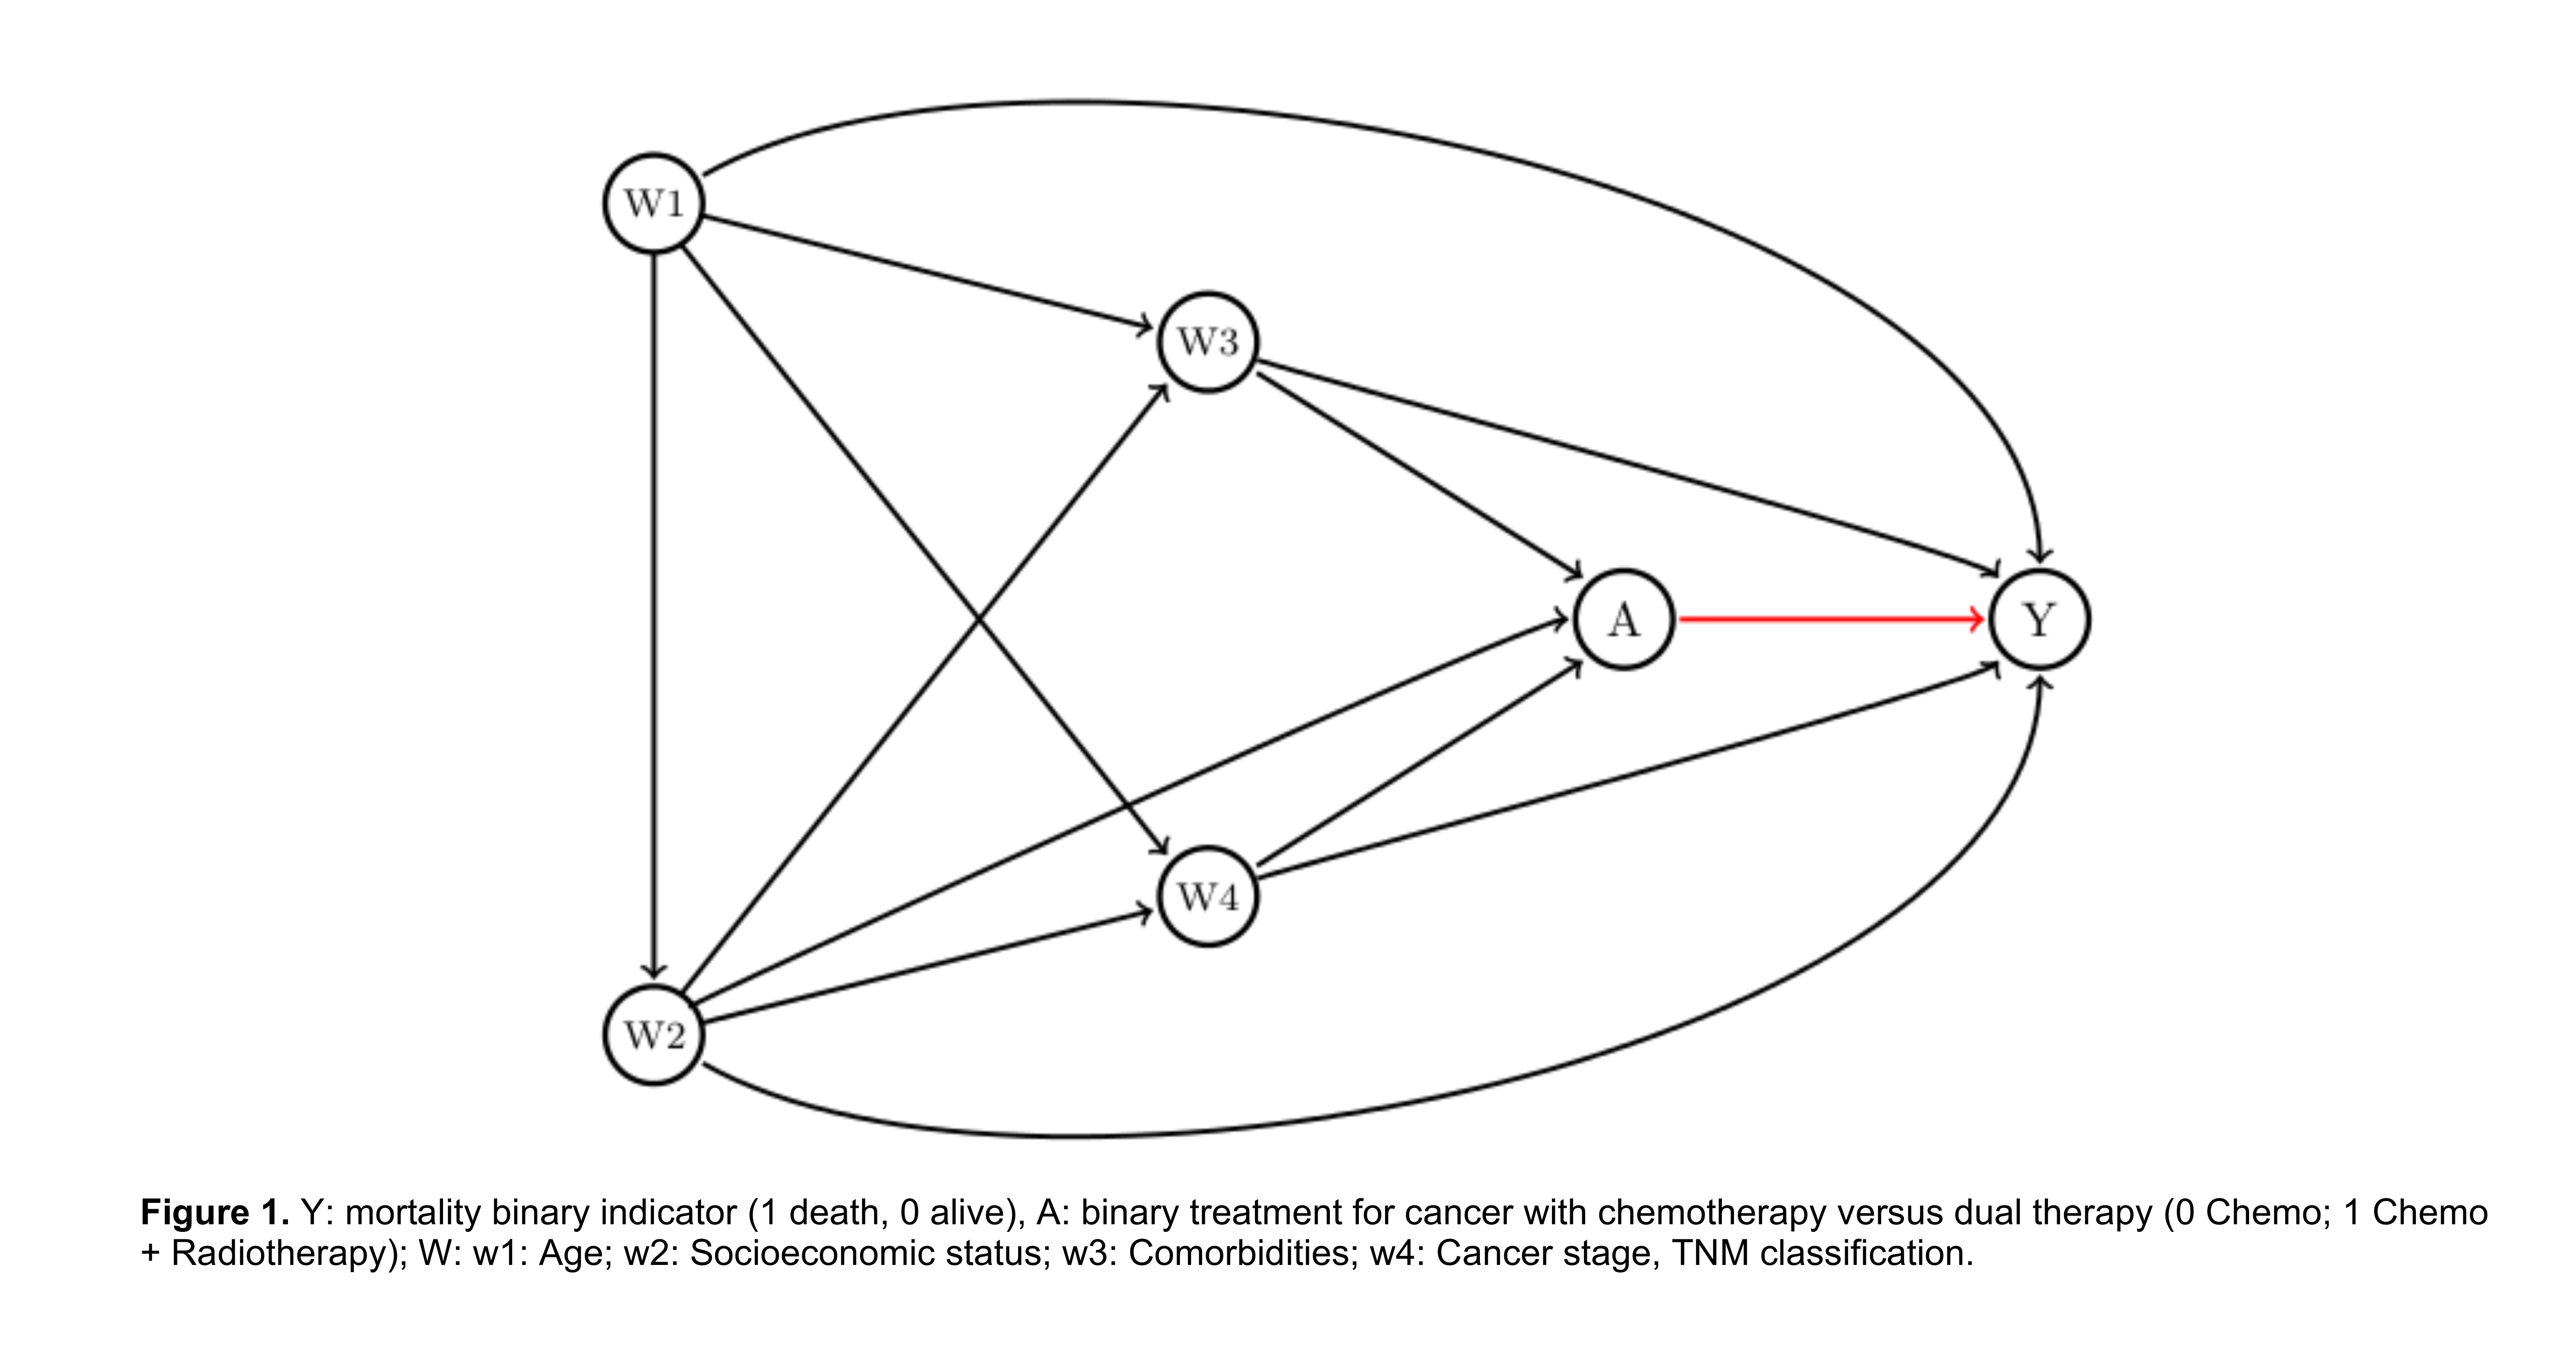 W1
W3
A
Y
W4
W2
Figure 1. Y: mortality binary indicator (1 death, 0 alive), A: binary treatment for cancer with chemotherapy versus dual therapy (0 Chemo; 1 Chemo
+ Radiotherapy); W: w1: Age; w2: Socioeconomic status; w3: Comorbidities; w4: Cancer stage, TNM classification.